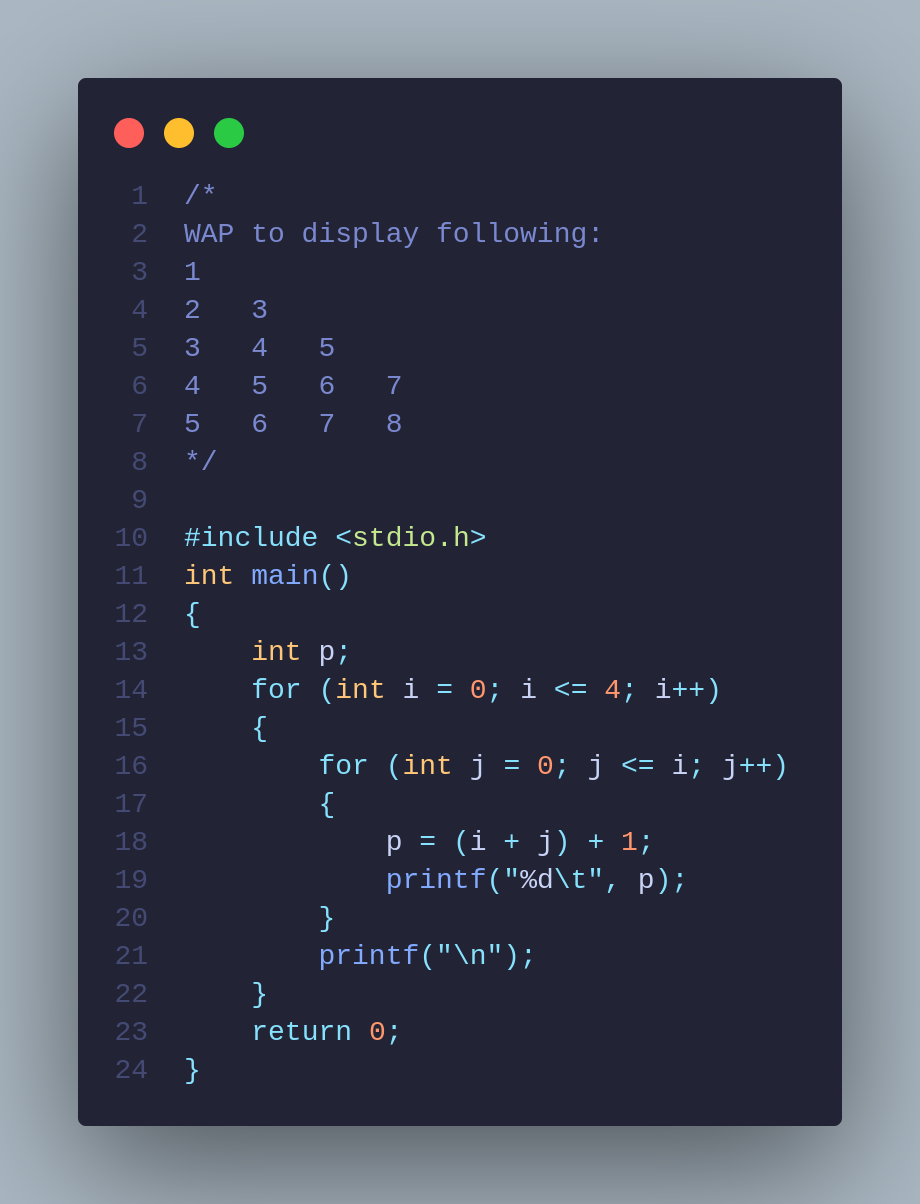 1 /*
2 WAP to display following:
3 1
4 2   3
5 3   4   5
6 4   5   6   7
7 5   6   7   8
8 */
9
10 #include <stdio.h>
11 int main()
12 {
13     int p;
14     for (int i = 0; i <= 4; i++)
15     {
16         for (int j = 0; j <= i; j++)
17         {
18             p = (i + j) + 1;
19             printf("%d\t", p);
20         }
21         printf("\n");
22     }
23     return 0;
24 }